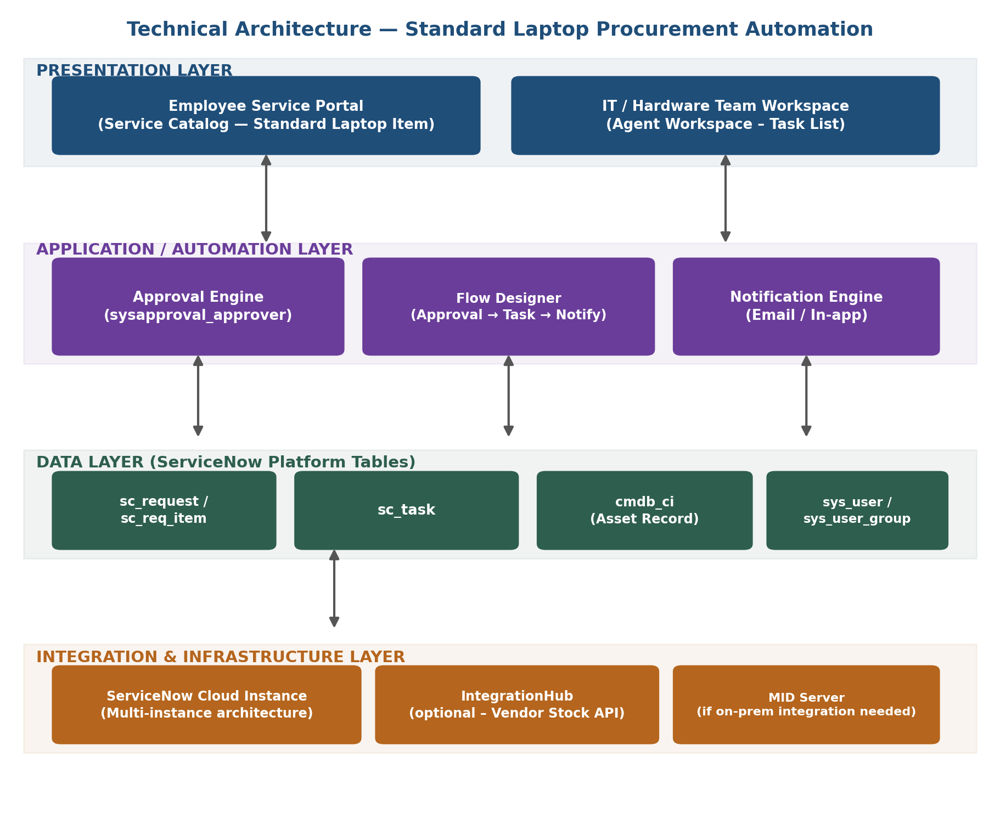 Technical Architecture — Standard Laptop Procurement Automation
PRESENTATION LAYER
Employee Service Portal
(Service Catalog — Standard Laptop Item)
IT / Hardware Team Workspace
(Agent Workspace – Task List)
APPLICATION / AUTOMATION LAYER
Approval Engine
(sysapproval_approver)
Flow Designer
(Approval → Task → Notify)
Notification Engine
(Email / In-app)
DATA LAYER (ServiceNow Platform Tables)
sc_request /
sc_req_item
sc_task
cmdb_ci
(Asset Record)
sys_user /
sys_user_group
INTEGRATION & INFRASTRUCTURE LAYER
ServiceNow Cloud Instance
(Multi-instance architecture)
IntegrationHub
(optional – Vendor Stock API)
MID Server
(if on-prem integration needed)